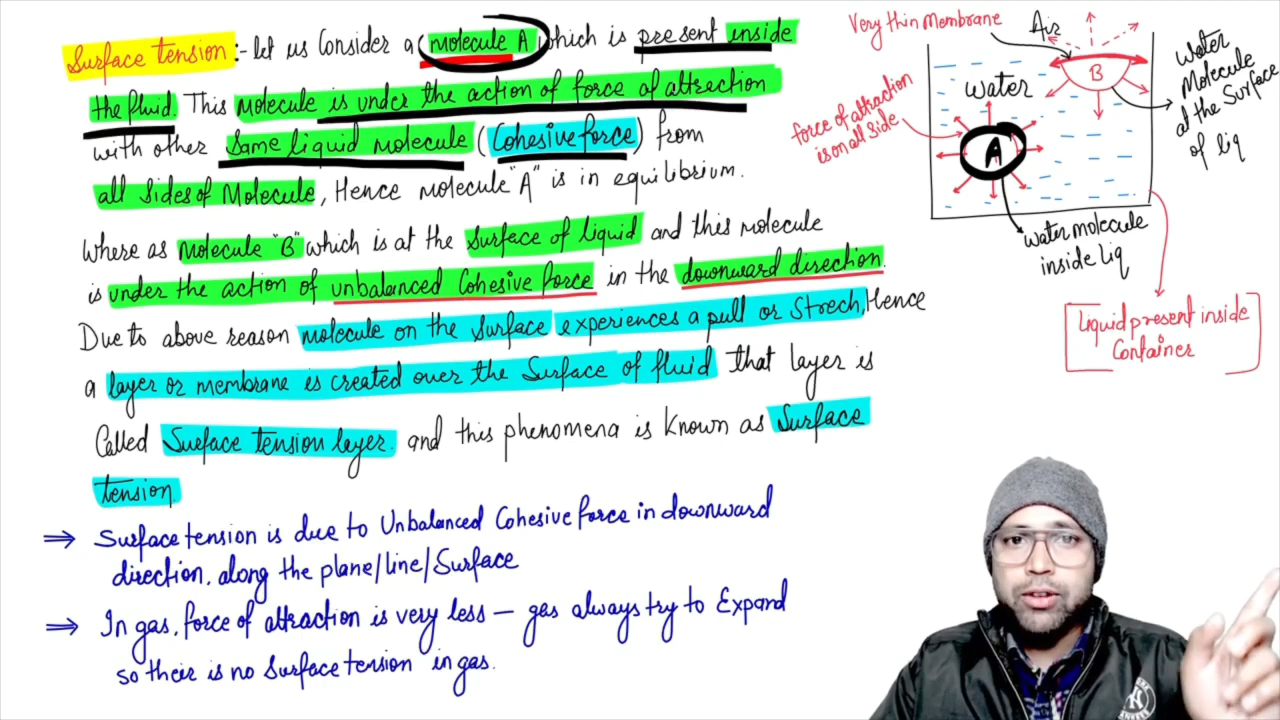 Surface tension :- let us Consider a molecule A which is present inside
the fluid. This molecule is under the action of force of attraction
with other Same liquid molecule (Cohesive force) from
all sides of Molecule, Hence molecule "A" is in equilibrium.
Where as molecule "B" which is at the surface of liquid and this molecule
is under the action of unbalanced Cohesive force in the downward direction.
Due to above reason molecule on the surface experiences a pull or Strech, Hence
a layer or membrane is created over the Surface of fluid that layer is
Called Surface tension layer. and this phenomena is known as Surface
tension.
⇒ Surface tension is due to Unbalanced Cohesive force in downward
direction, along the plane/line/Surface
⇒ In gas, force of attraction is very less — gas always try to Expand
so their is no Surface tension in gas.
Very thin Membrane
Air
B
water
Water
Molecule
at the Surface
of liq
force of attraction
is on all Side
A
water molecule
inside Liq
Liquid present inside
Container